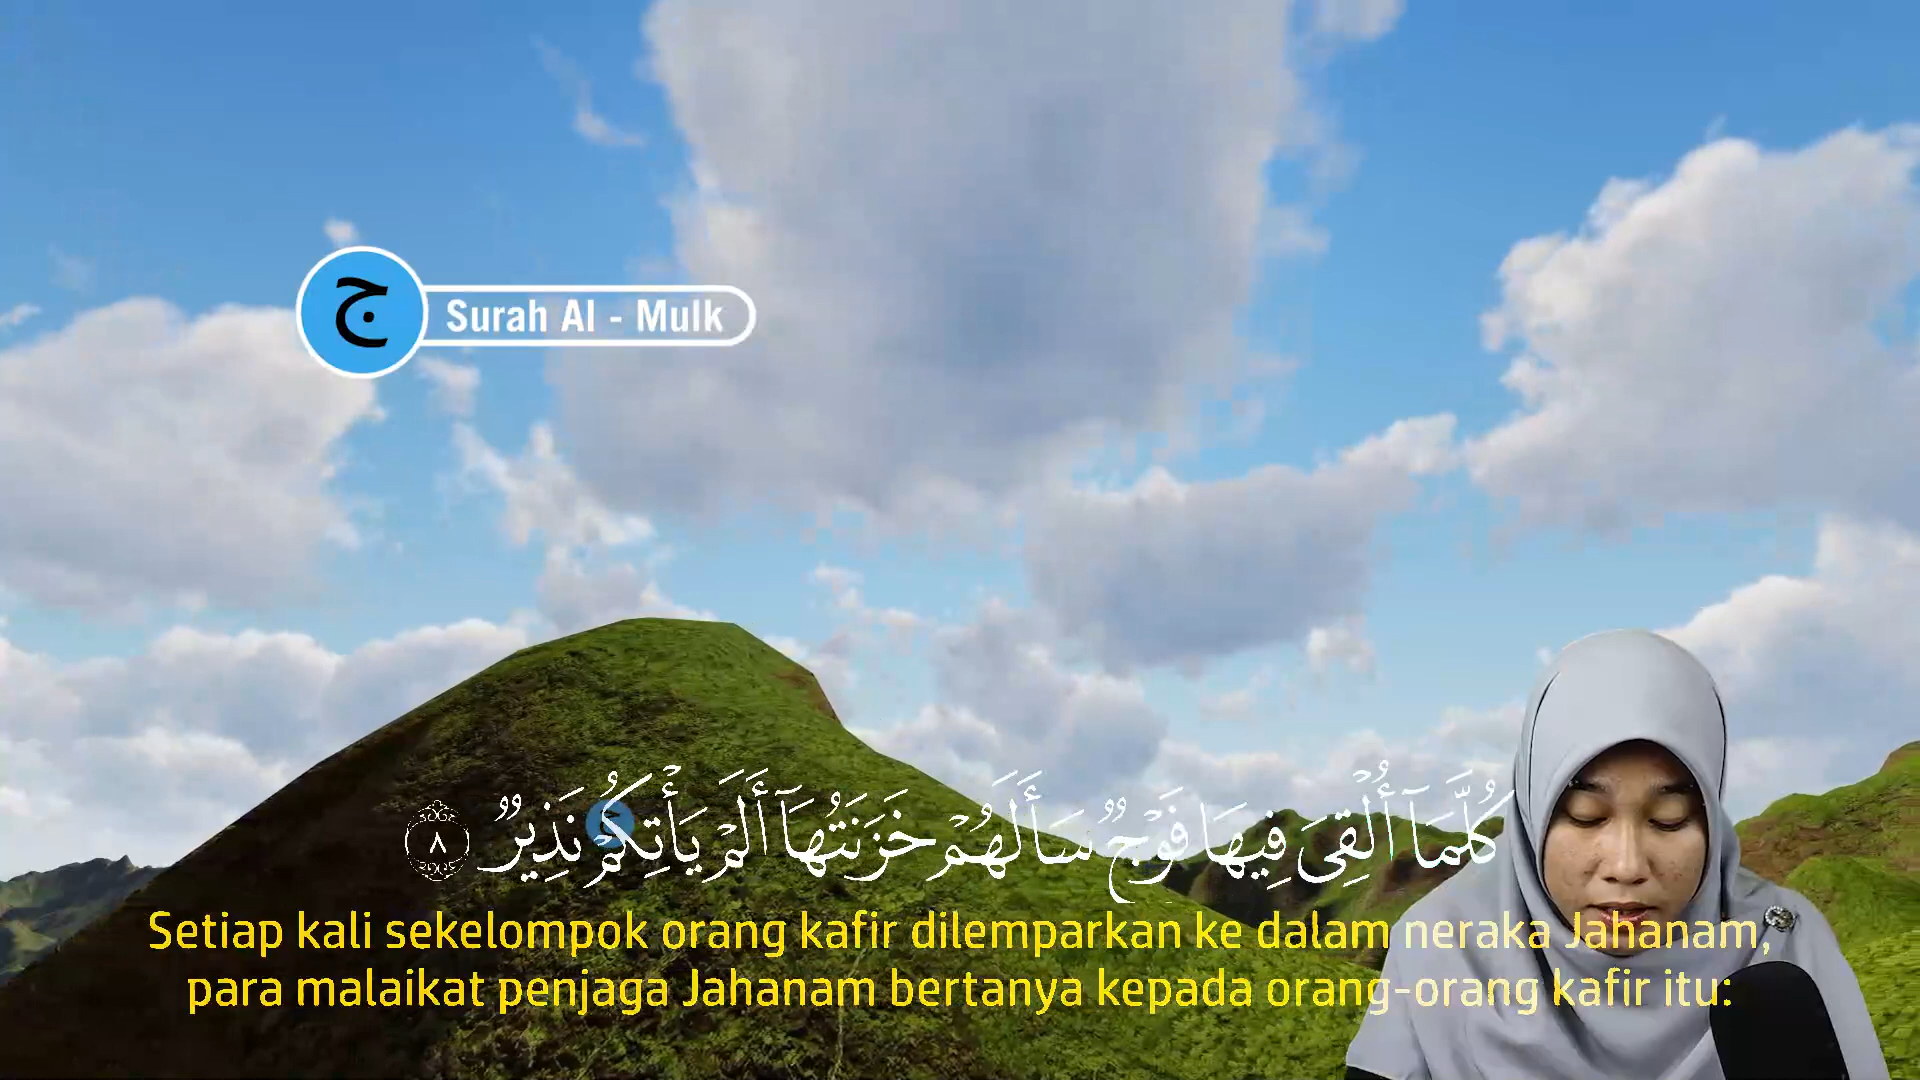 ج
Surah Al - Mulk
كُلَّمَآ أُلْقِىَ فِيهَا فَوْجٌ سَأَلَهُمْ خَزَنَتُهَآ أَلَمْ يَأْتِكُمْ نَذِيرٌ ٨
Setiap kali sekelompok orang kafir dilemparkan ke dalam neraka Jahanam,
para malaikat penjaga Jahanam bertanya kepada orang-orang kafir itu: